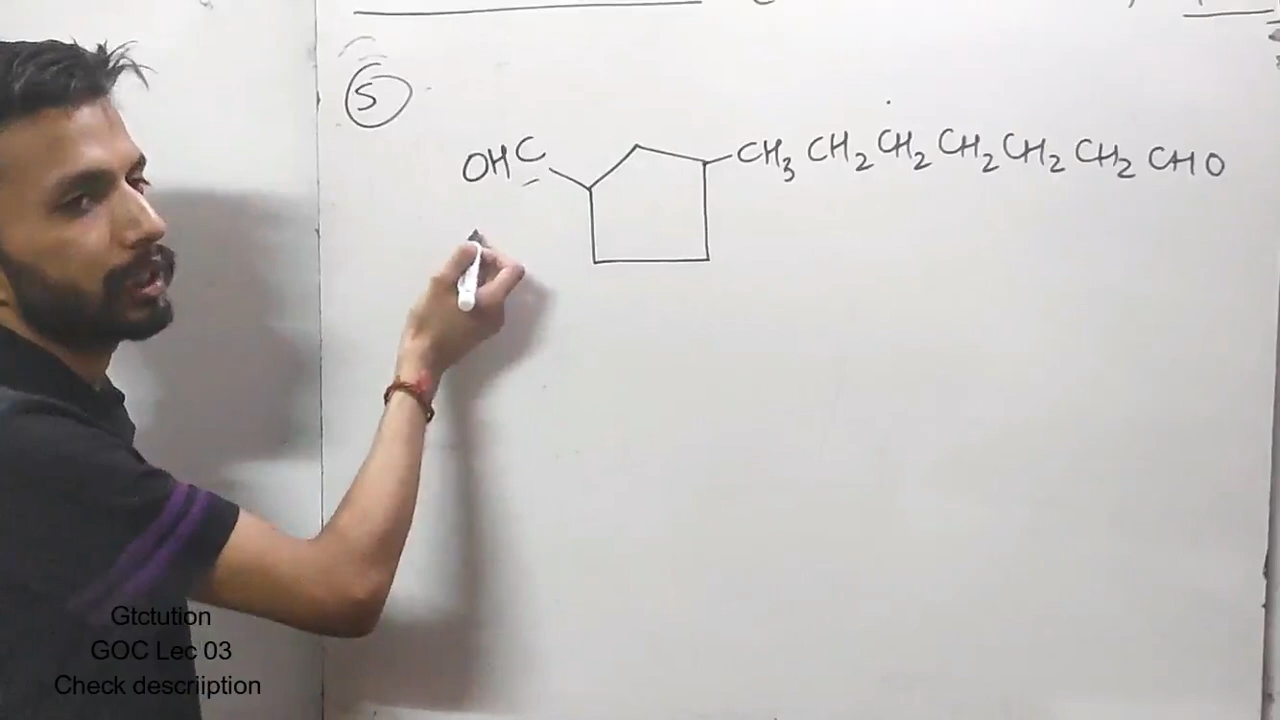 5
OHC CH₃ CH₂ CH₂ CH₂ CH₂ CH₂ CHO
Gtctution
GOC Lec 03
Check descriiption